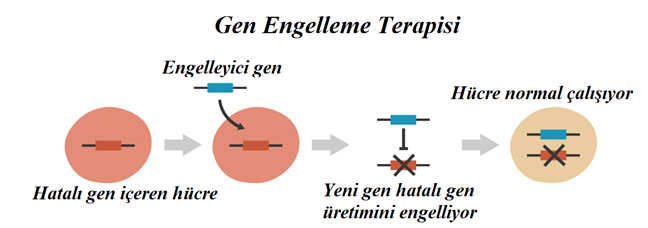 Gen Engelleme Terapisi
Engelleyici gen
Hücre normal çalışıyor
Hatalı gen içeren hücre
Yeni gen hatalı gen
üretimini engelliyor